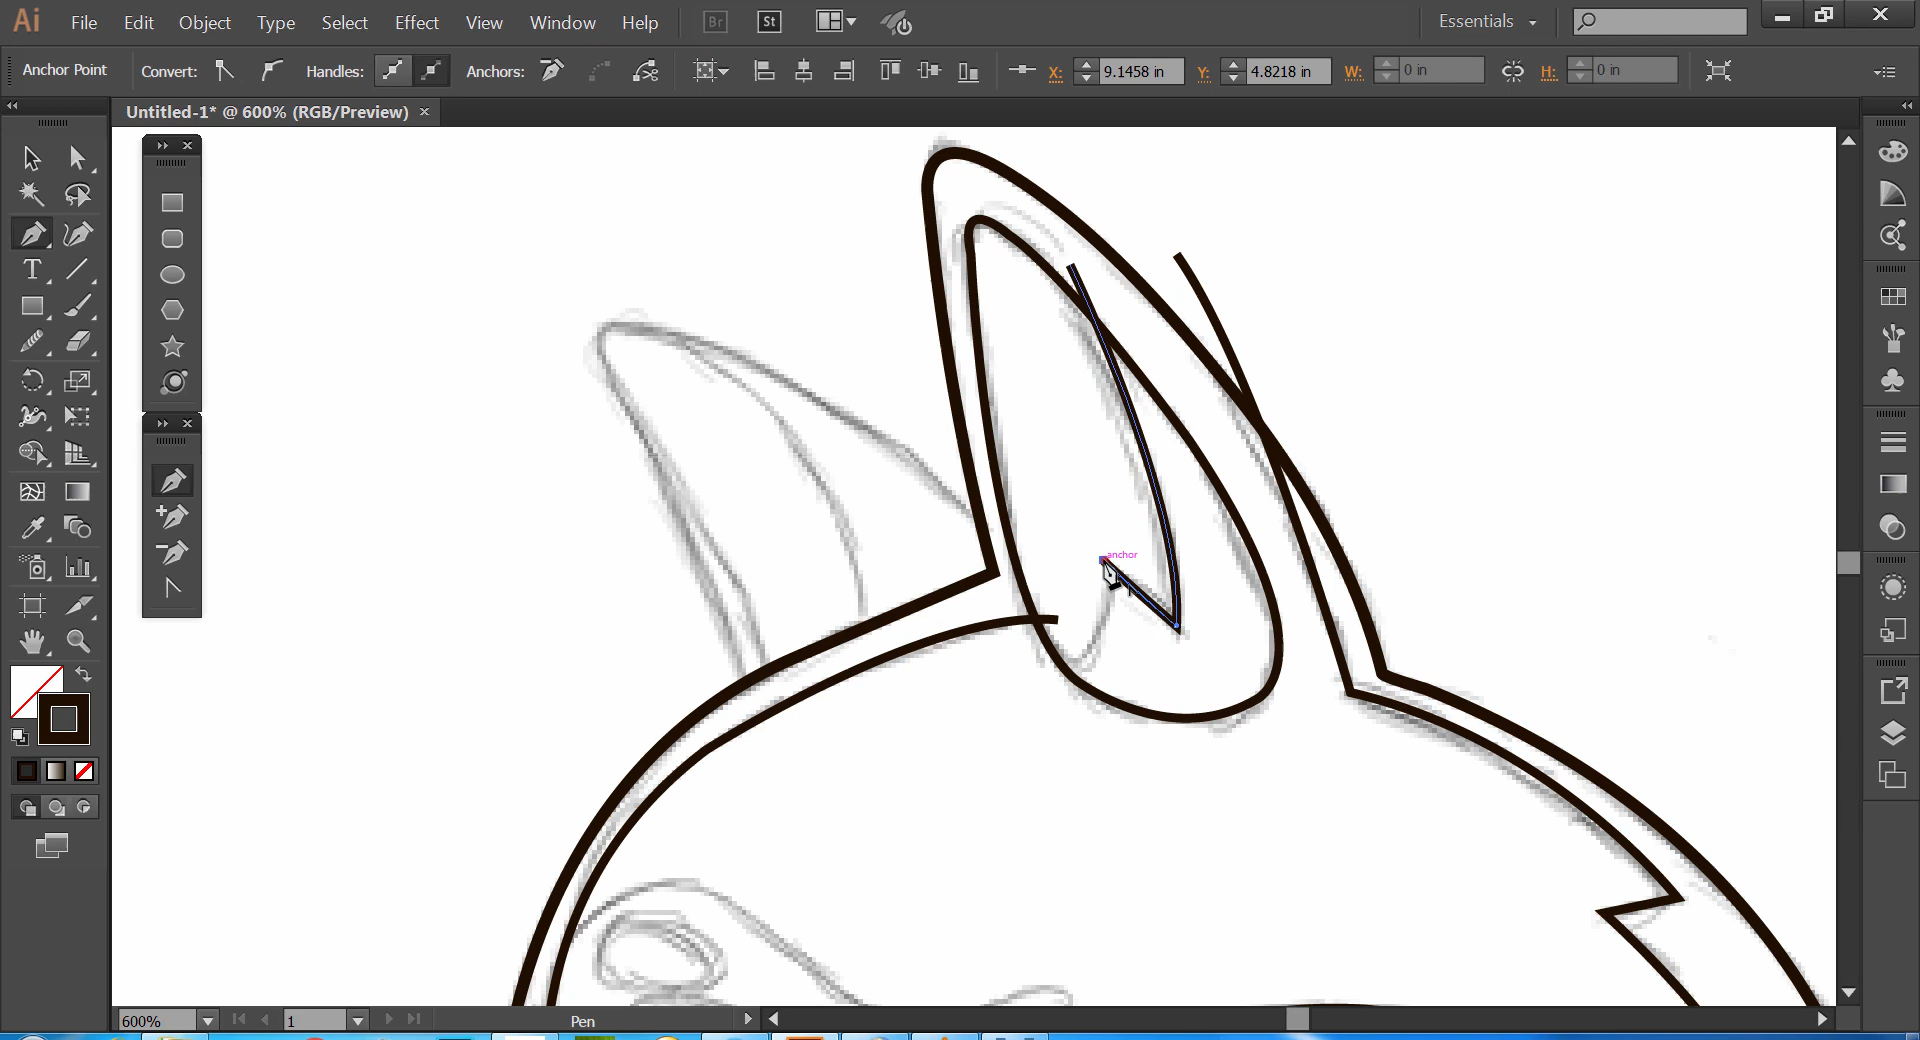 Ai File Edit Object Type Select Effect View Window Help Br St Essentials
Anchor Point Convert: Handles: Anchors: X: 9.1458 in Y: 4.8218 in W: 0 in H: 0 in
Untitled-1* @ 600% (RGB/Preview) ×
anchor
T
600% 1 Pen